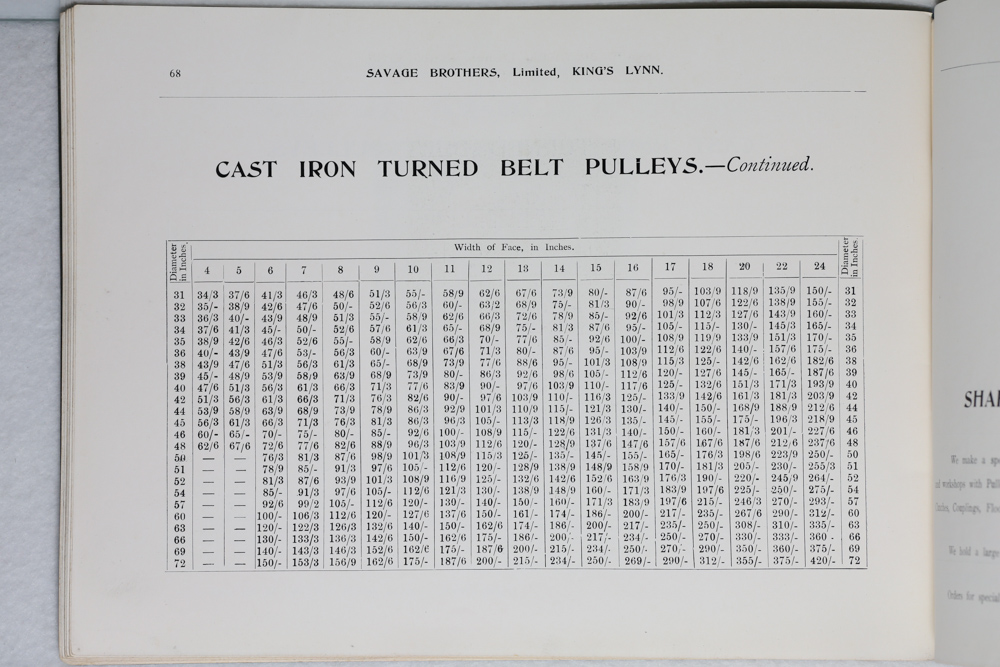 68
SAVAGE BROTHERS, Limited, KING'S LYNN.
CAST IRON TURNED BELT PULLEYS.—Continued.
Diameter in Inches. Width of Face, in Inches. Diameter in Inches.
4 5 6 7 8 9 10 11 12 13 14 15 16 17 18 20 22 24
31 34/3 37/6 41/3 46/3 48/6 51/3 55/- 58/9 62/6 67/6 73/9 80/- 87/6 95/- 103/9 118/9 135/9 150/- 31
32 35/- 38/9 42/6 47/6 50/- 52/6 56/3 60/- 63/2 68/9 75/- 81/3 90/- 98/9 107/6 122/6 138/9 155/- 32
33 36/3 40/- 43/9 48/9 51/3 55/- 58/9 62/6 66/3 72/6 78/9 85/- 92/6 101/3 112/3 127/6 143/9 160/- 33
34 37/6 41/3 45/- 50/- 52/6 57/6 61/3 65/- 68/9 75/- 81/3 87/6 95/- 105/- 115/- 130/- 145/3 165/- 34
35 38/9 42/6 46/3 52/6 55/- 58/9 62/6 66/3 70/- 77/6 85/- 92/6 100/- 108/9 119/9 133/9 151/3 170/- 35
36 40/- 43/9 47/6 53/- 56/3 60/- 63/9 67/6 71/3 80/- 87/6 95/- 103/9 112/6 122/6 140/- 157/6 175/- 36
38 43/9 47/6 51/3 56/3 61/3 65/- 68/9 73/9 77/6 88/6 95/- 101/3 108/9 115/3 125/- 142/6 162/6 182/6 38
39 45/- 48/9 53/9 58/9 63/9 68/9 73/9 80/- 86/3 92/6 98/6 105/- 112/6 120/- 127/6 145/- 165/- 187/6 39
40 47/6 51/3 56/3 61/3 66/3 71/3 77/6 83/9 90/- 97/6 103/9 110/- 117/6 125/- 132/6 151/3 171/3 193/9 40
42 51/3 56/3 61/3 66/3 71/3 76/3 82/6 90/- 97/6 103/9 110/- 116/3 125/- 133/9 142/6 161/3 181/3 203/9 42
44 53/9 58/9 63/9 68/9 73/9 78/9 86/3 92/9 101/3 110/9 115/- 121/3 130/- 140/- 150/- 168/9 188/9 212/6 44
45 56/3 61/3 66/3 71/3 76/3 81/3 86/3 96/3 105/- 113/3 118/9 126/3 135/- 145/- 155/- 175/- 196/3 218/9 45
46 60/- 65/- 70/- 75/- 80/- 85/- 92/6 100/- 108/9 115/- 122/6 131/3 140/- 150/- 160/- 181/3 201/- 227/6 46
48 62/6 67/6 72/6 77/6 82/6 88/9 96/3 103/9 112/6 120/- 128/9 137/6 147/6 157/6 167/6 187/6 212/6 237/6 48
50 — — 76/3 81/3 87/6 98/9 101/3 108/9 115/3 125/- 135/- 145/- 155/- 165/- 176/3 198/6 223/9 250/- 50
51 — — 78/9 85/- 91/3 97/6 105/- 112/6 120/- 128/9 138/9 148/9 158/9 170/- 181/3 205/- 230/- 255/3 51
52 — — 81/3 87/6 93/9 101/3 108/9 116/9 125/- 132/6 142/6 152/6 163/9 176/3 190/- 220/- 245/9 264/- 52
54 — — 85/- 91/3 97/6 105/- 112/6 121/3 130/- 138/9 148/9 160/- 171/3 183/9 197/6 225/- 250/- 275/- 54
57 — — 92/6 99/2 105/- 112/6 120/- 130/- 140/- 150/- 160/- 171/3 183/9 197/6 215/- 246/3 270/- 293/- 57
60 — — 100/- 106/3 112/6 120/- 127/6 137/6 150/- 161/- 174/- 186/- 200/- 217/- 235/- 267/6 290/- 312/- 60
63 — — 120/- 122/3 126/3 132/6 140/- 150/- 162/6 174/- 186/- 200/- 217/- 235/- 250/- 308/- 310/- 335/- 63
66 — — 130/- 133/3 136/3 142/6 150/- 162/6 175/- 186/- 200/- 217/- 234/- 250/- 270/- 330/- 333/- 360 - 66
69 — — 140/- 143/3 146/3 152/6 162/6 175/- 187/6 200/- 215/- 234/- 250/- 270/- 290/- 350/- 360/- 375/- 69
72 — — 150/- 153/3 156/9 162/6 175/- 187/6 200/- 215/- 234/- 250/- 269/- 290/- 312/- 355/- 375/- 420/- 72
We make a
We hold a large
Orders for special